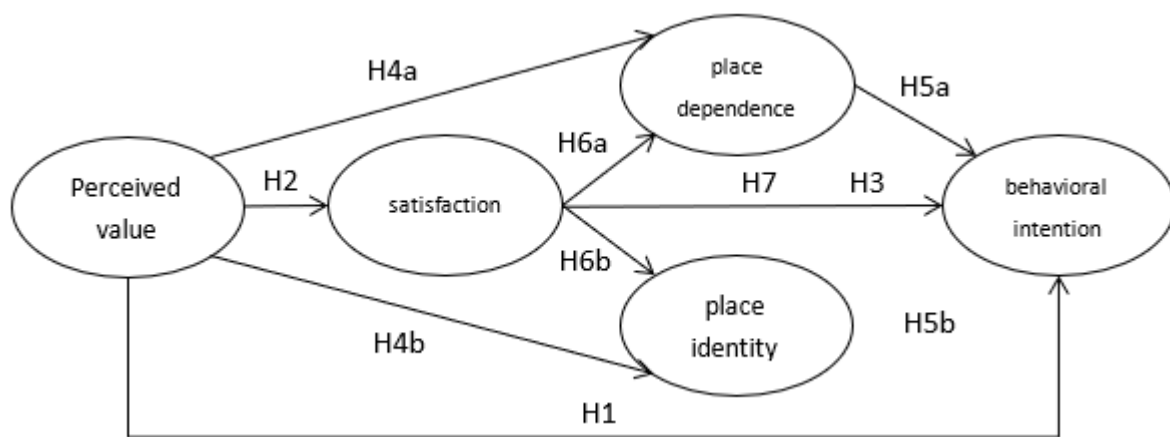 place
dependence
H4a
H5a
H6a
Perceived
value
H2
satisfaction
H7
H3
behavioral
intention
H6b
place
identity
H4b
H5b
H1